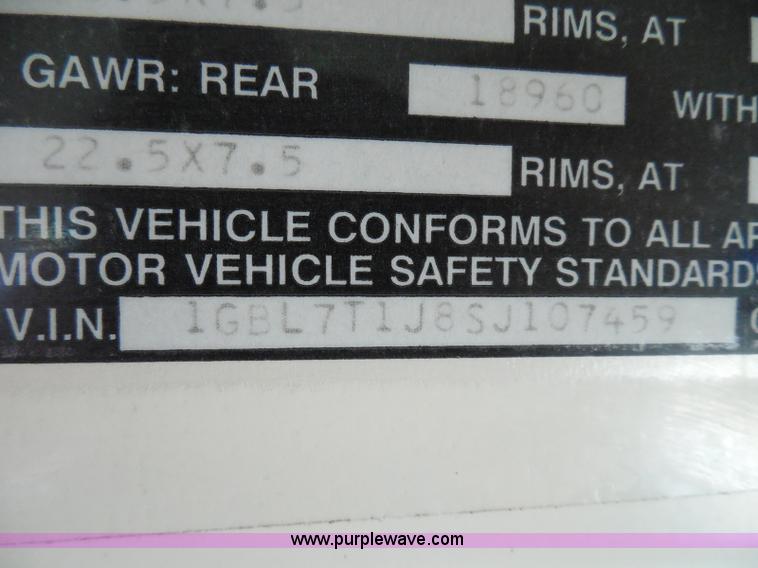 RIMS, AT
GAWR: REAR 18960 WITH
22.5X7.5 RIMS, AT
THIS VEHICLE CONFORMS TO ALL
MOTOR VEHICLE SAFETY STANDARDS
V.I.N. 1GBL7T1J8SJ107459
www.purplewave.com